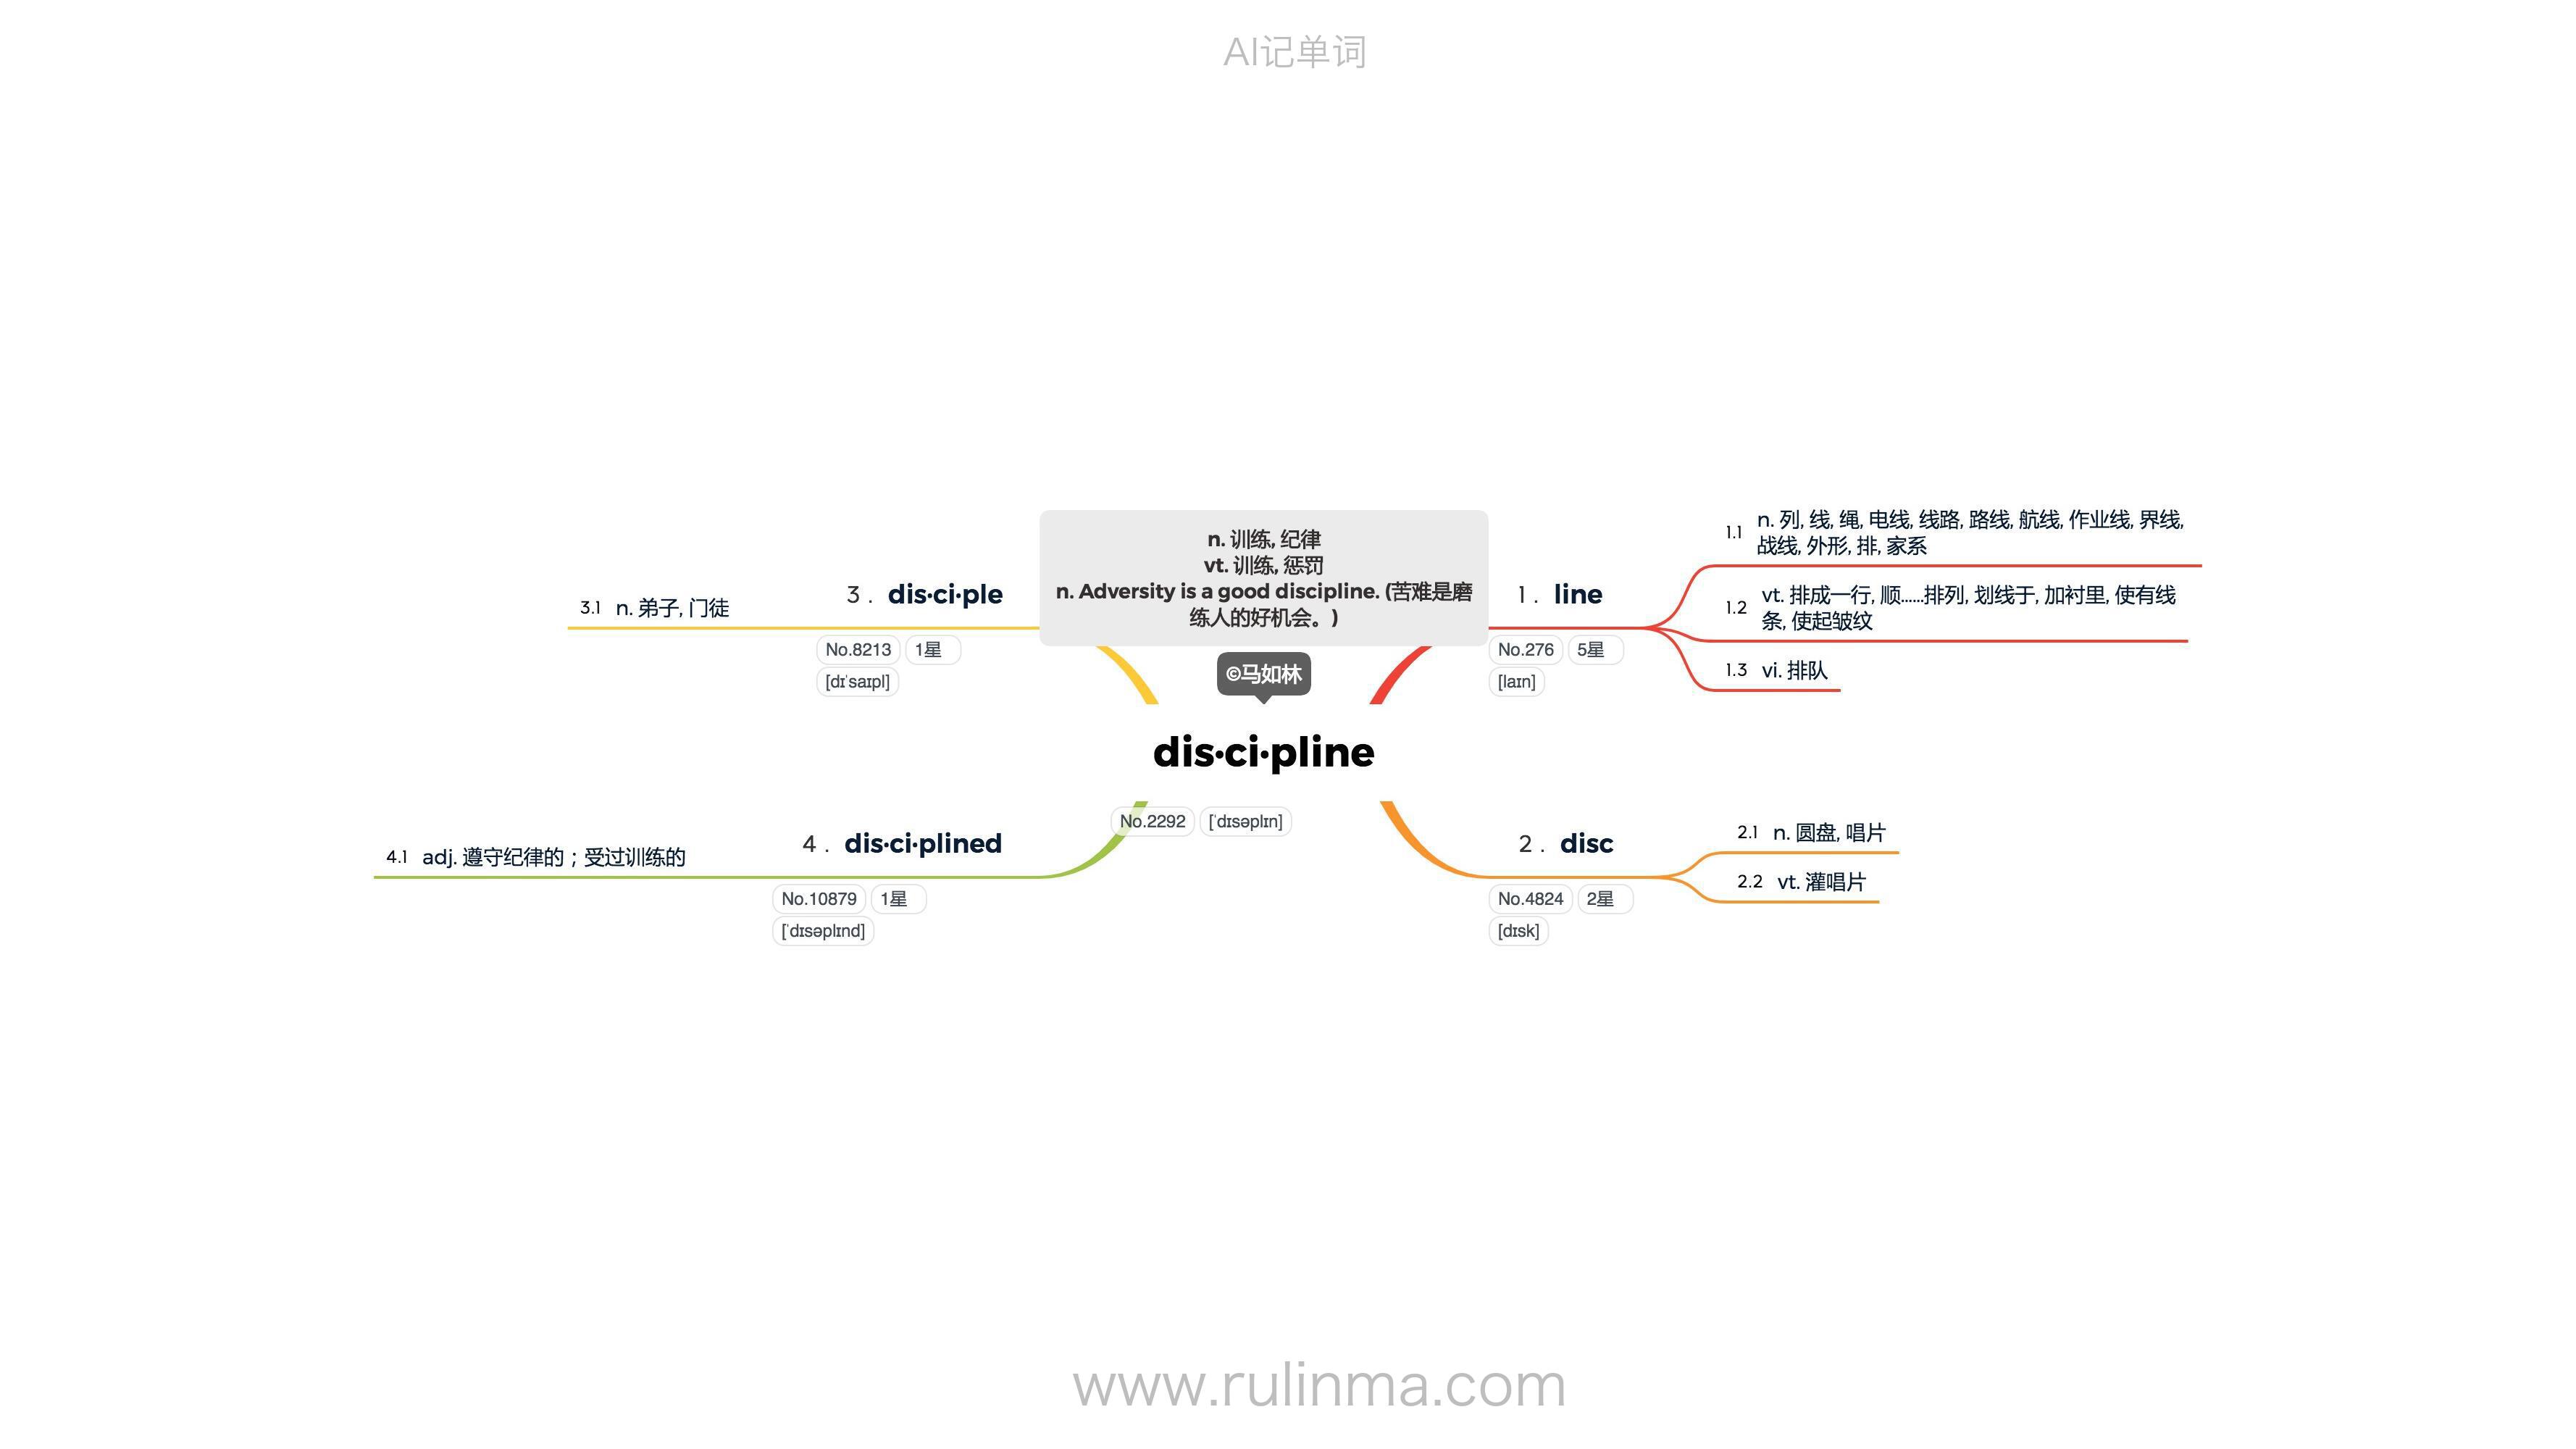 AI记单词
n. 训练, 纪律
vt. 训练, 惩罚
n. Adversity is a good discipline. (苦难是磨
练人的好机会。)
©马如林
dis·ci·pline
No.2292 [ˈdɪsəplɪn]
1 . line
No.276 5星
[laɪn]
1.1 n. 列, 线, 绳, 电线, 线路, 路线, 航线, 作业线, 界线,
战线, 外形, 排, 家系
1.2 vt. 排成一行, 顺……排列, 划线于, 加衬里, 使有线
条, 使起皱纹
1.3 vi. 排队
2 . disc
No.4824 2星
[dɪsk]
2.1 n. 圆盘, 唱片
2.2 vt. 灌唱片
3 . dis·ci·ple
No.8213 1星
[dɪˈsaɪpl]
3.1 n. 弟子, 门徒
4 . dis·ci·plined
No.10879 1星
[ˈdɪsəplɪnd]
4.1 adj. 遵守纪律的；受过训练的
www.rulinma.com